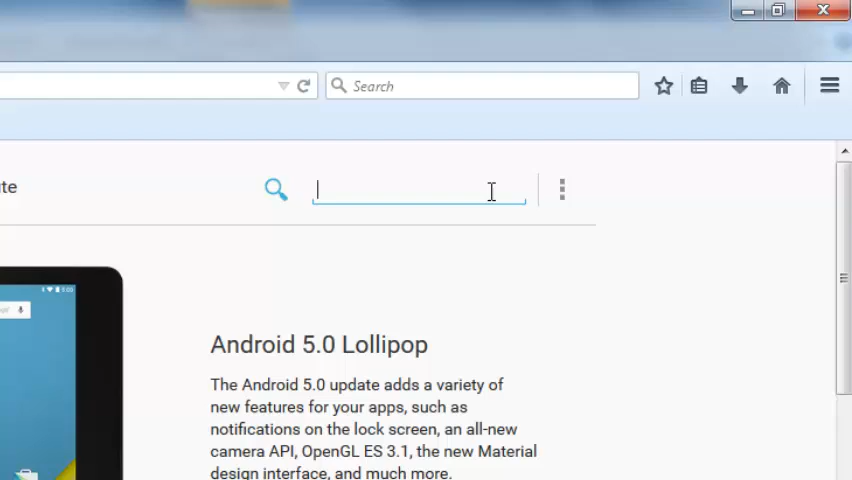 Search
te
Android 5.0 Lollipop
The Android 5.0 update adds a variety of
new features for your apps, such as
notifications on the lock screen, an all-new
camera API, OpenGL ES 3.1, the new Material
design interface, and much more.